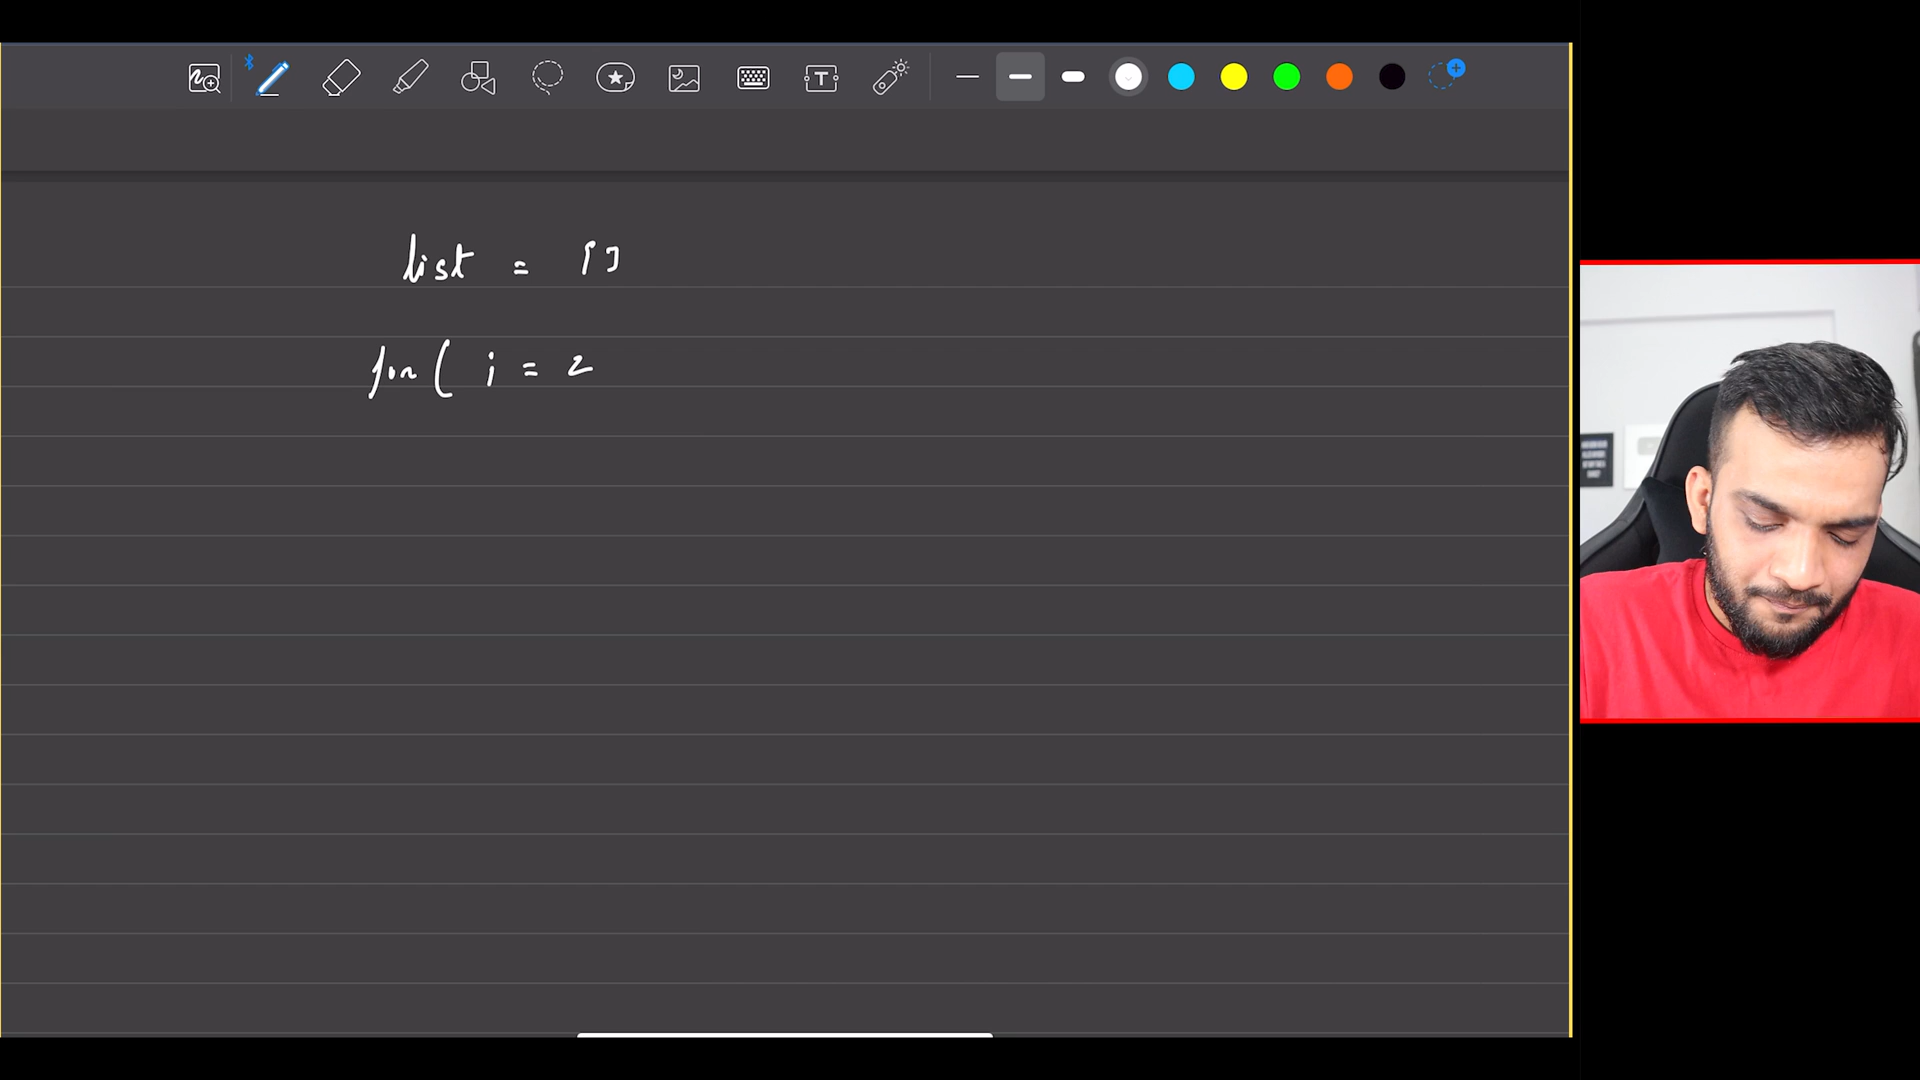 list = []
for( i = 2